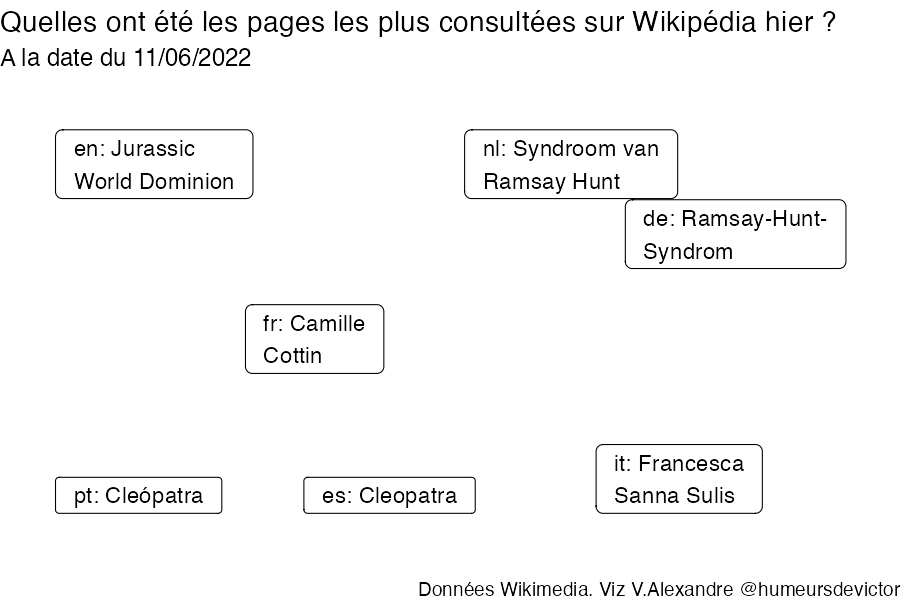 Quelles ont été les pages les plus consultées sur Wikipédia hier ?
A la date du 11/06/2022
en: Jurassic
World Dominion
nl: Syndroom van
Ramsay Hunt
de: Ramsay-Hunt-
Syndrom
fr: Camille
Cottin
it: Francesca
Sanna Sulis
pt: Cleópatra
es: Cleopatra
Données Wikimedia. Viz V.Alexandre @humeursdevictor